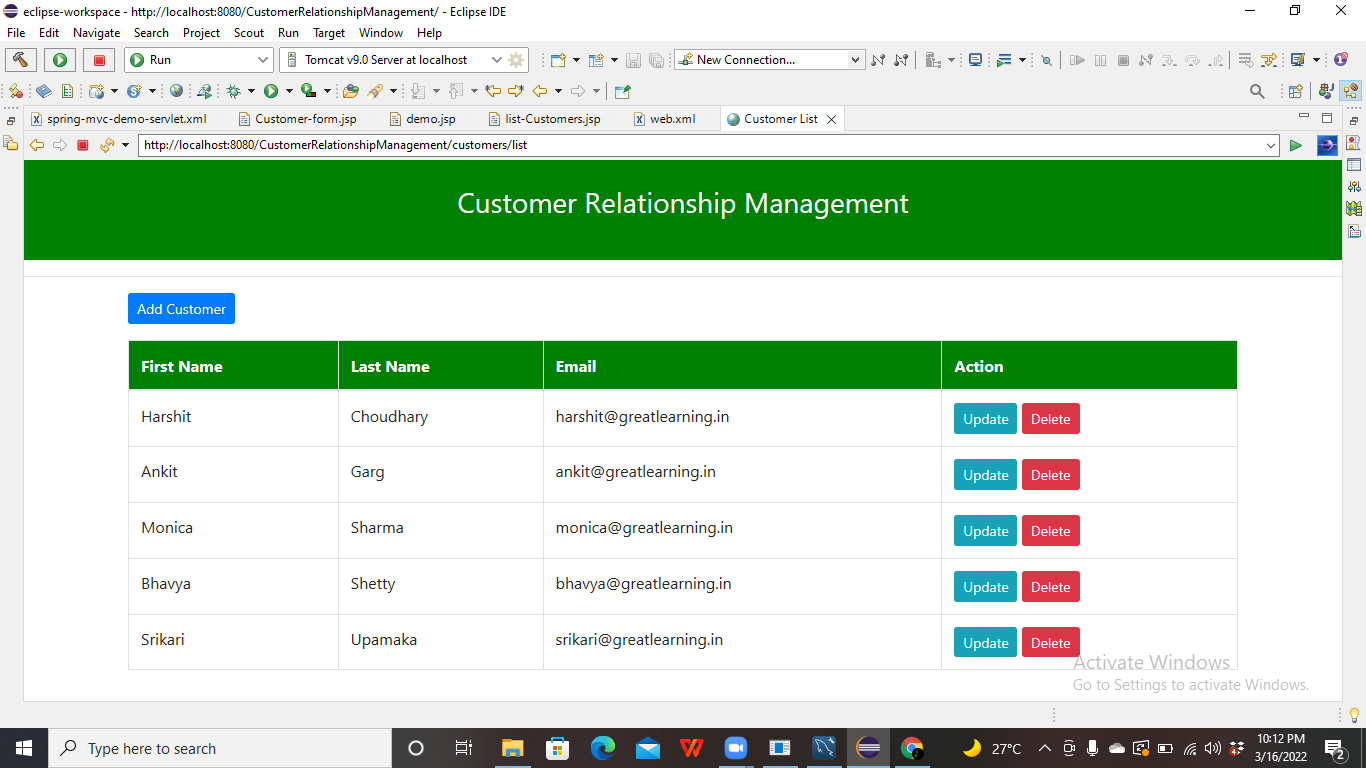 eclipse-workspace - http://localhost:8080/CustomerRelationshipManagement/ - Eclipse IDE
File Edit Navigate Search Project Scout Run Target Window Help
Run Tomcat v9.0 Server at localhost New Connection...
spring-mvc-demo-servlet.xml Customer-form.jsp demo.jsp list-Customers.jsp web.xml Customer List
http://localhost:8080/CustomerRelationshipManagement/customers/list
Customer Relationship Management
Add Customer
First Name Last Name Email Action
Harshit Choudhary harshit@greatlearning.in Update Delete
Ankit Garg ankit@greatlearning.in Update Delete
Monica Sharma monica@greatlearning.in Update Delete
Bhavya Shetty bhavya@greatlearning.in Update Delete
Srikari Upamaka srikari@greatlearning.in Update Delete
Activate Windows
Go to Settings to activate Windows.
Type here to search 27°C 10:12 PM
3/16/2022 2